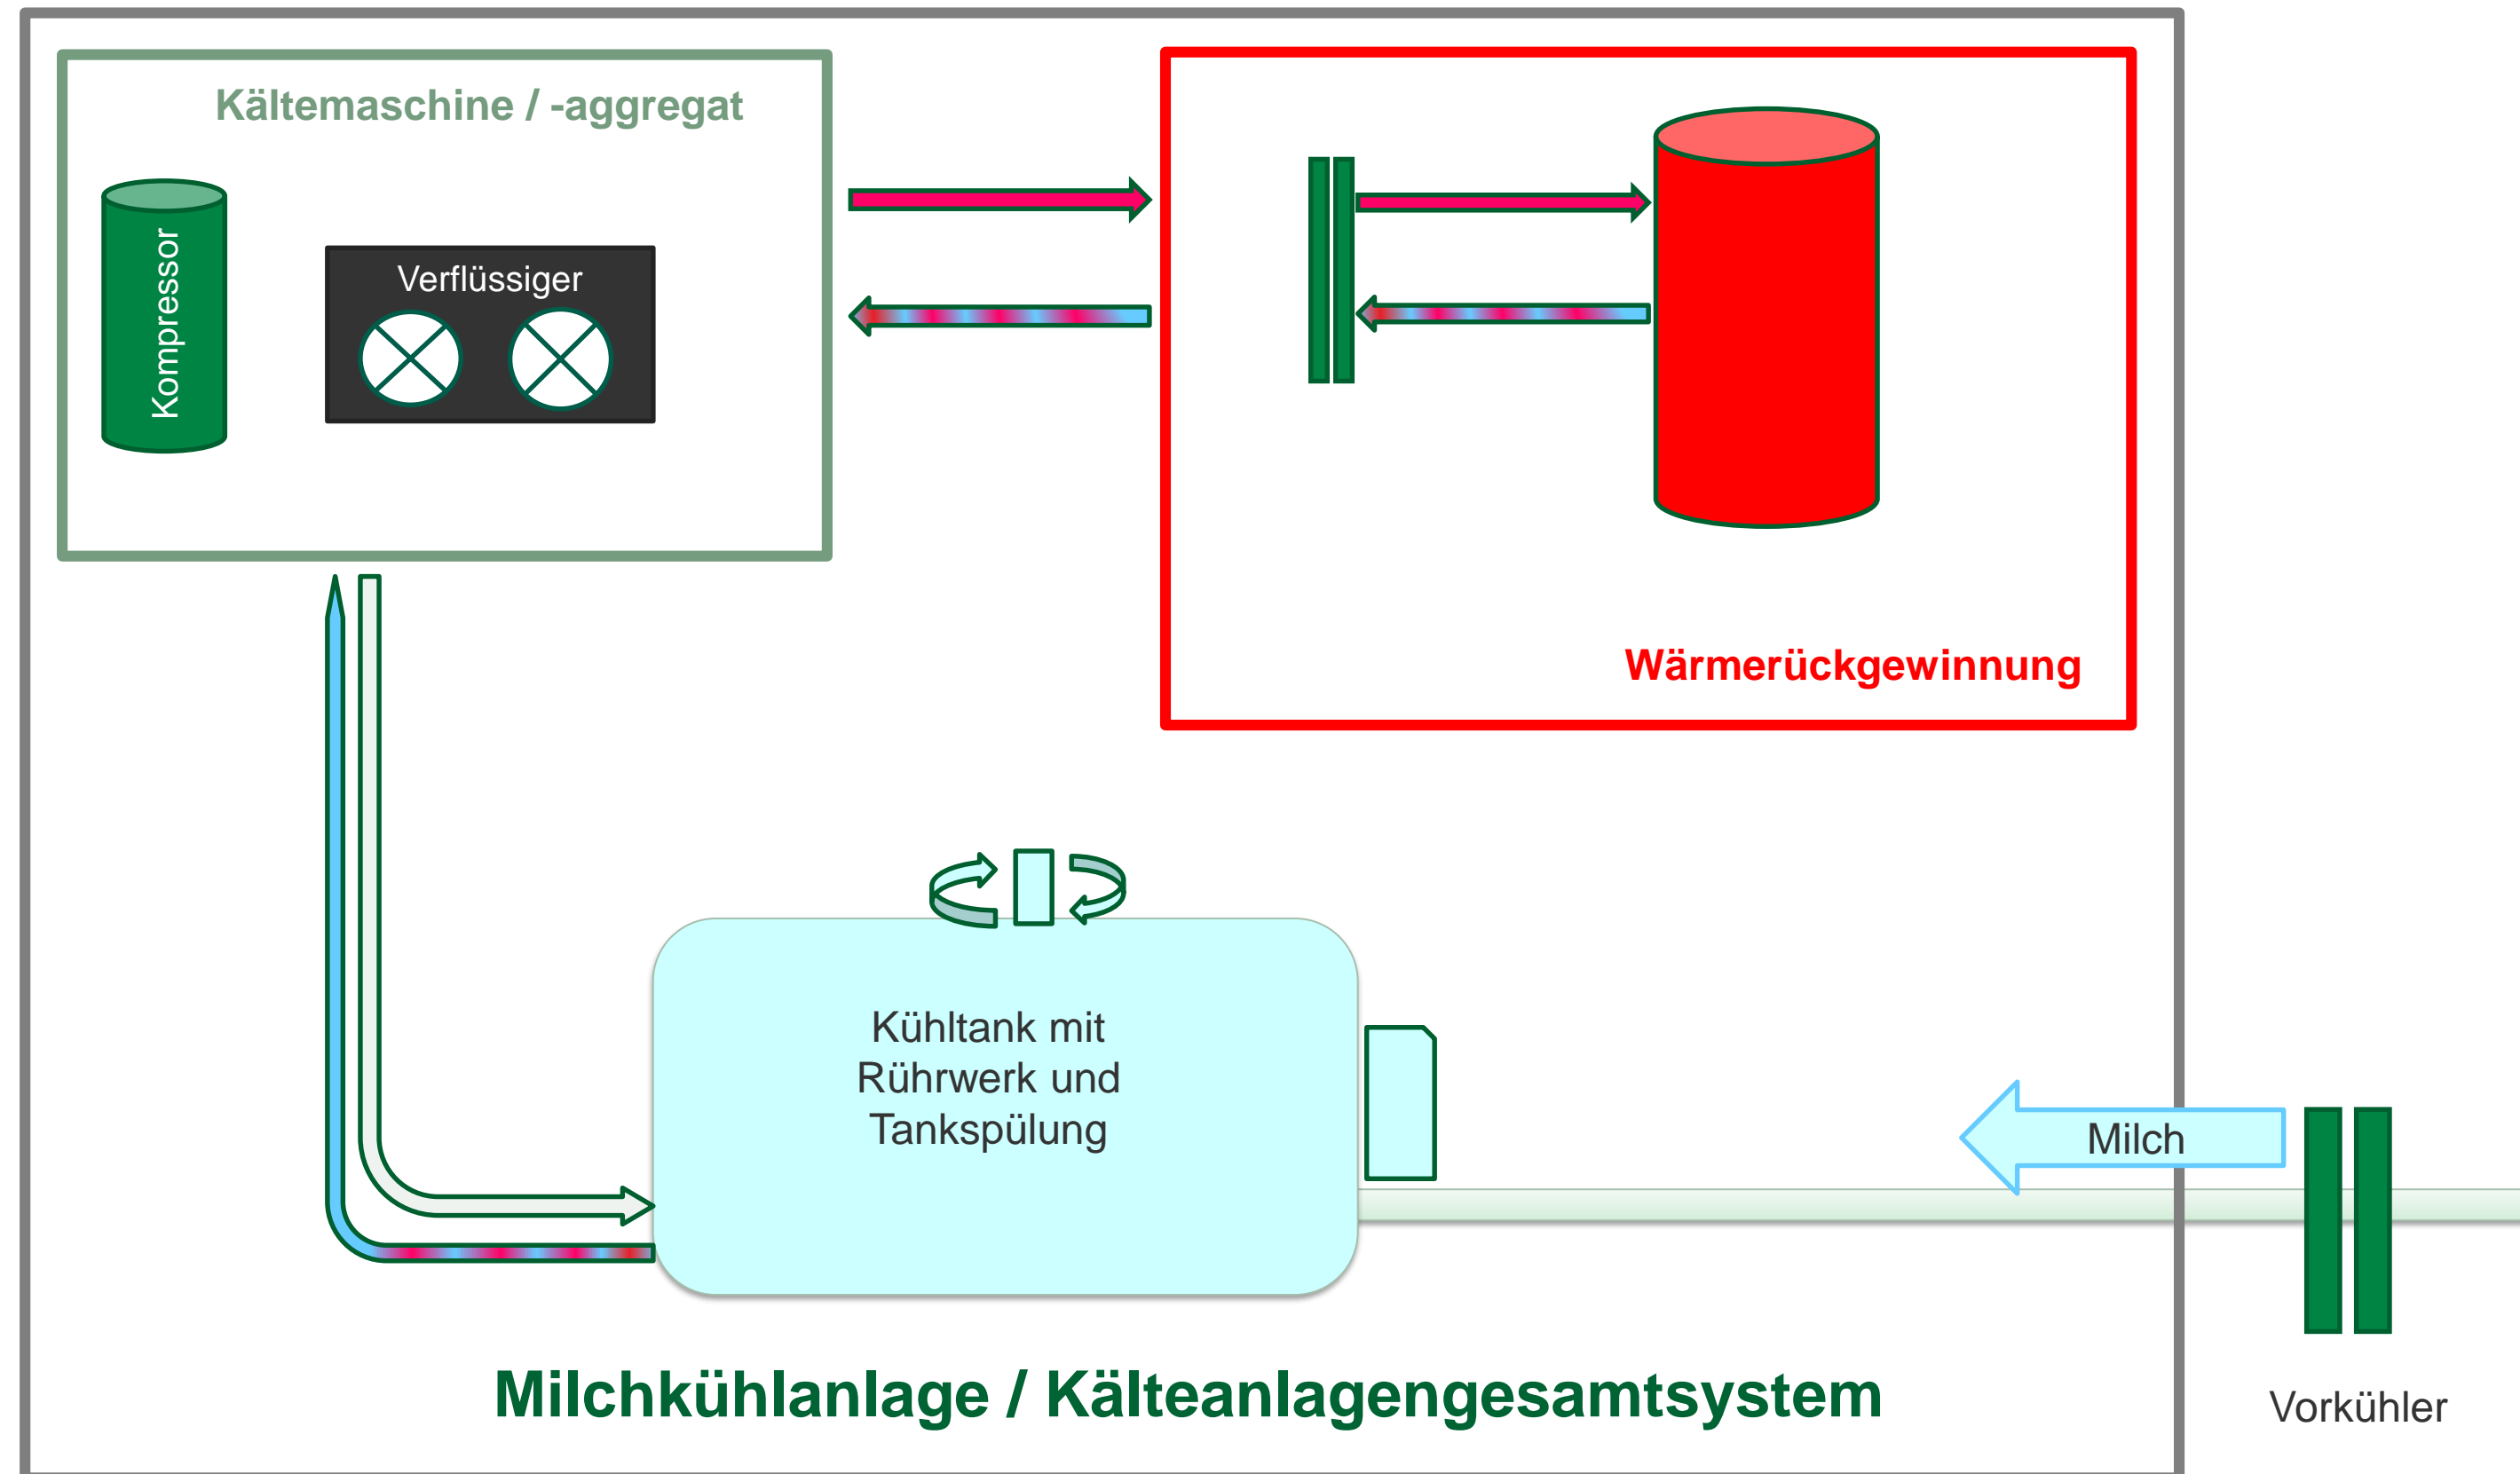 Kältemaschine / -aggregat
Kompressor
Verflüssiger
Wärmerückgewinnung
Kühltank mit
Rührwerk und
Tankspülung
Milch
Milchkühlanlage / Kälteanlagengesamtsystem
Vorkühler